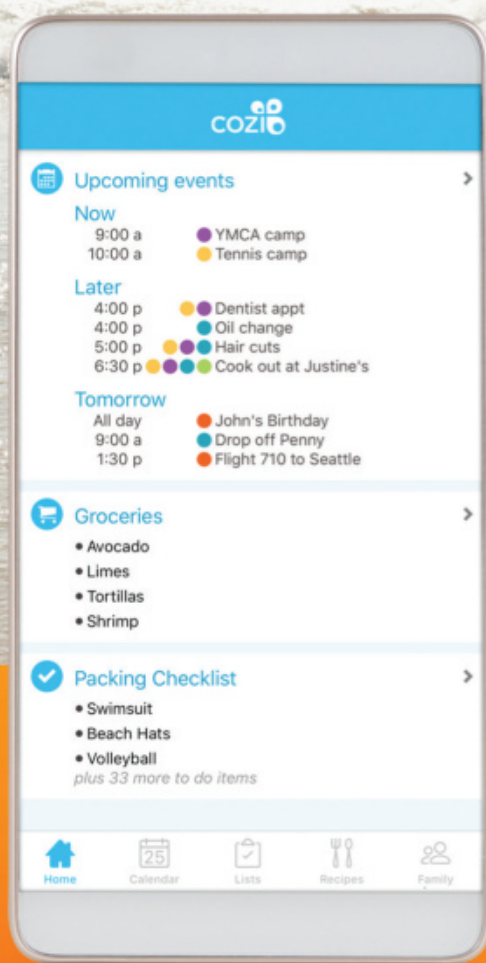 cozi
Upcoming events
Now
9:00 a YMCA camp
10:00 a Tennis camp
Later
4:00 p Dentist appt
4:00 p Oil change
5:00 p Hair cuts
6:30 p Cook out at Justine's
Tomorrow
All day John's Birthday
9:00 a Drop off Penny
1:30 p Flight 710 to Seattle
Groceries
• Avocado
• Limes
• Tortillas
• Shrimp
Packing Checklist
• Swimsuit
• Beach Hats
• Volleyball
plus 33 more to do items
25
Home Calendar Lists Recipes Family